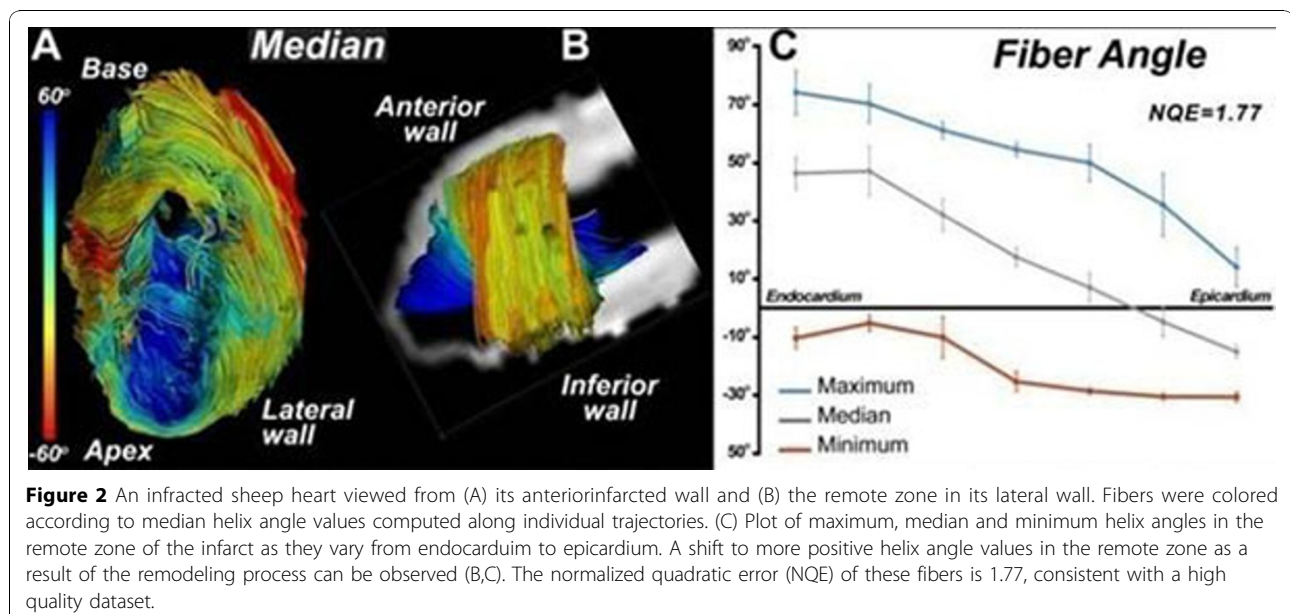 A
Median
B
C
Fiber Angle
Base
60°
Anterior
wall
Inferior
wall
Lateral
wall
-60°
Apex
90°
NQE=1.77
70°
50°
30°
10°
Endocardium
Epicardium
-10°
-30°
50°
Maximum
Median
Minimum
Figure 2 An infracted sheep heart viewed from (A) its anteriorinfarcted wall and (B) the remote zone in its lateral wall. Fibers were colored
according to median helix angle values computed along individual trajectories. (C) Plot of maximum, median and minimum helix angles in the
remote zone of the infarct as they vary from endocarduim to epicardium. A shift to more positive helix angle values in the remote zone as a
result of the remodeling process can be observed (B,C). The normalized quadratic error (NQE) of these fibers is 1.77, consistent with a high
quality dataset.